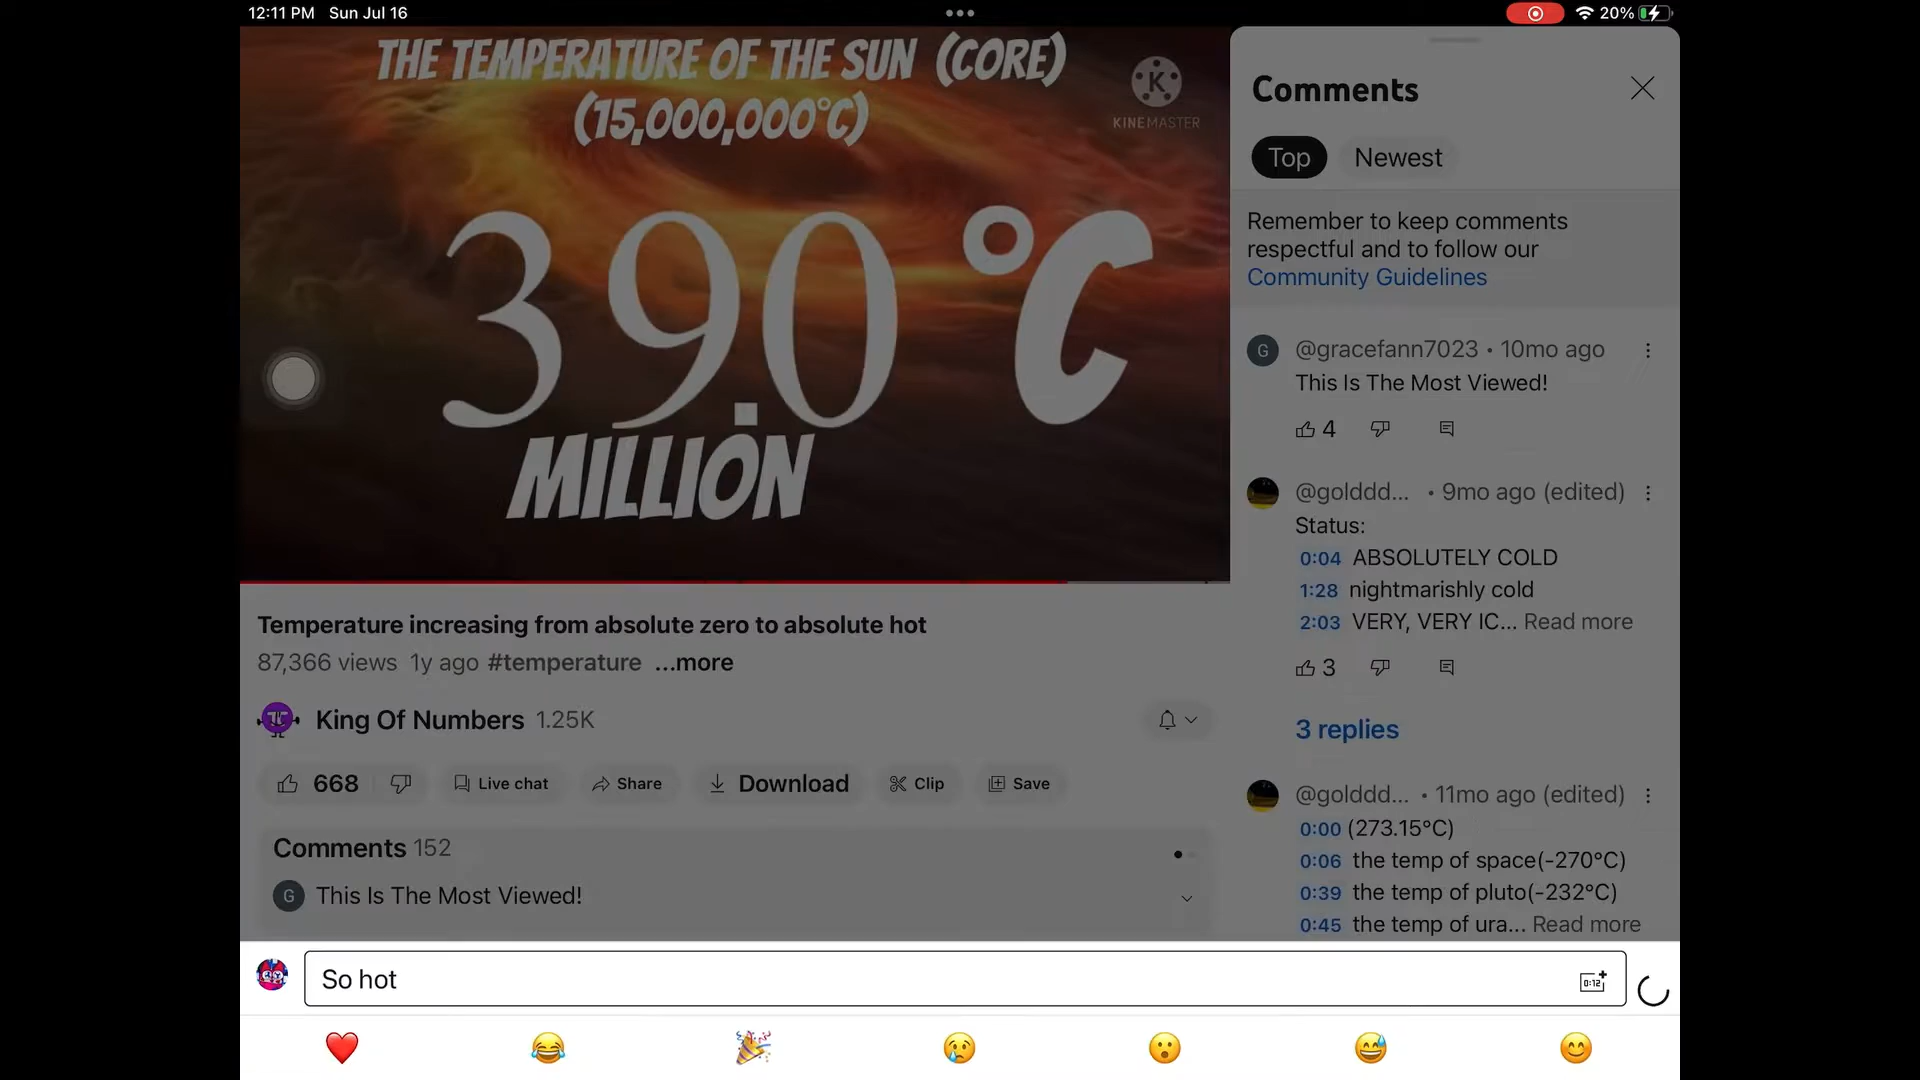 12:11 PM Sun Jul 16
20%
THE TEMPERATURE OF THE SUN (CORE)
(15,000,000°C)
K
KINEMASTER
39.0 °C
MILLION
Temperature increasing from absolute zero to absolute hot
87,366 views 1y ago #temperature ...more
King Of Numbers 1.25K
668
Live chat
Share
Download
Clip
Save
Comments 152
G This Is The Most Viewed!
Comments
Top Newest
Remember to keep comments
respectful and to follow our
Community Guidelines
G @gracefann7023 • 10mo ago
This Is The Most Viewed!
4
@golddd... • 9mo ago (edited)
Status:
0:04 ABSOLUTELY COLD
1:28 nightmarishly cold
2:03 VERY, VERY IC... Read more
3
3 replies
@golddd... • 11mo ago (edited)
0:00 (273.15°C)
0:06 the temp of space(-270°C)
0:39 the temp of pluto(-232°C)
0:45 the temp of ura... Read more
So hot
0:12